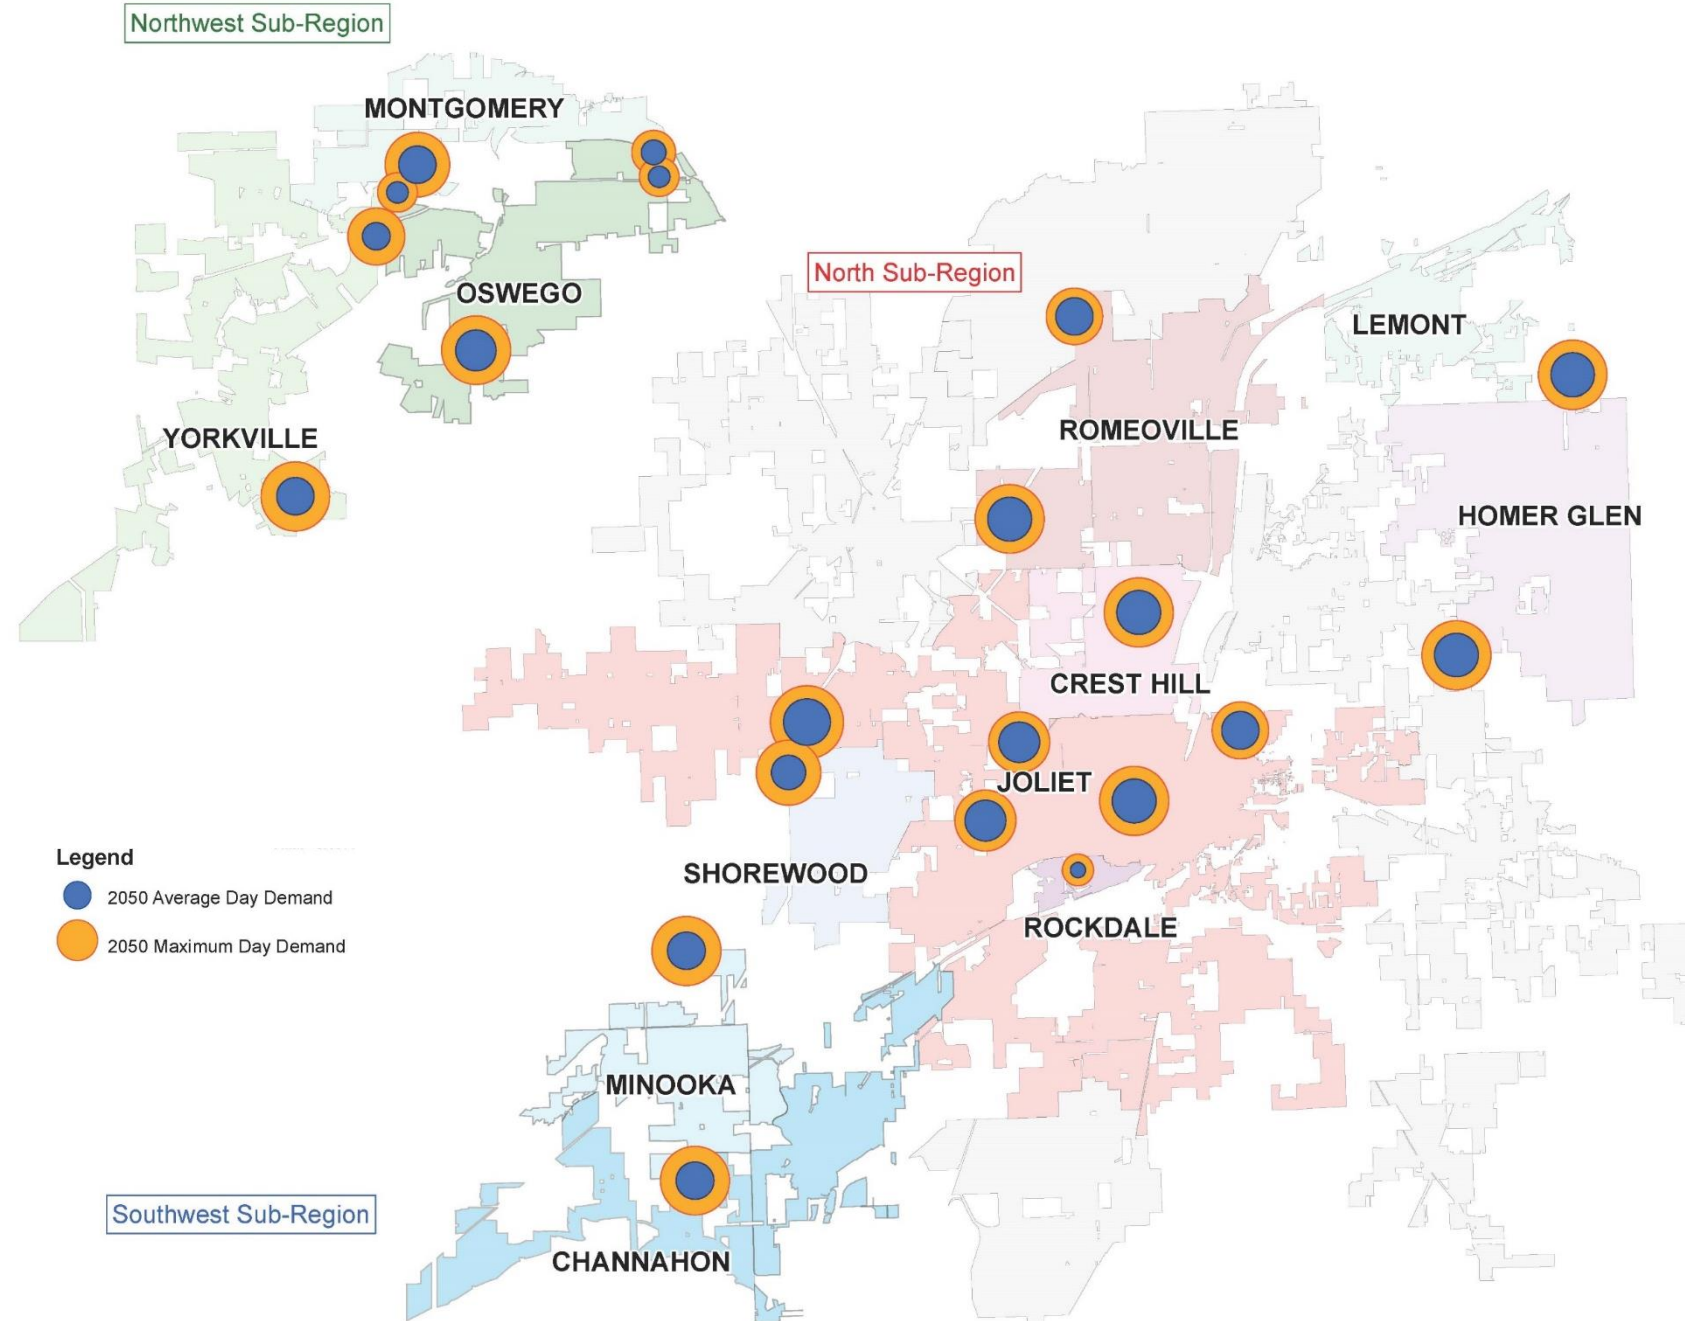 Northwest Sub-Region
MONTGOMERY
North Sub-Region
OSWEGO
LEMONT
ROMEOVILLE
YORKVILLE
HOMER GLEN
CREST HILL
JOLIET
Legend
SHOREWOOD
2050 Average Day Demand
ROCKDALE
2050 Maximum Day Demand
MINOOKA
Southwest Sub-Region
CHANNAHON